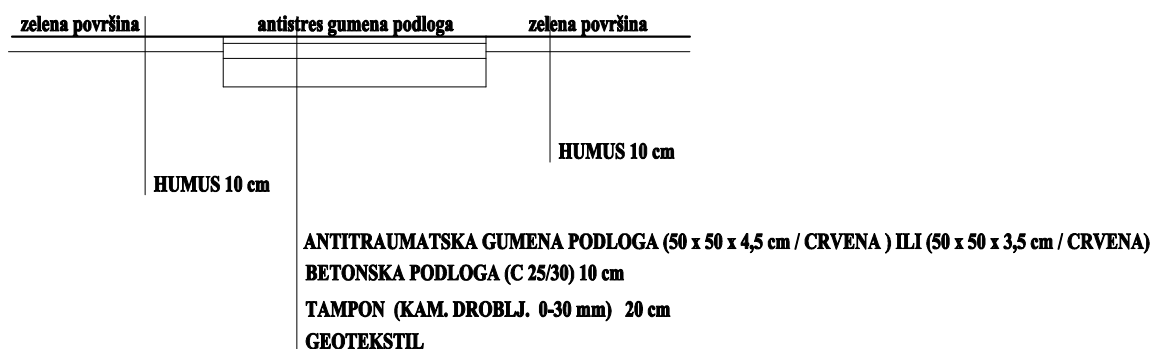 zelena površina antistres gumena podloga zelena površina
HUMUS 10 cm
HUMUS 10 cm
ANTITRAUMATSKA GUMENA PODLOGA (50 x 50 x 4,5 cm / CRVENA ) ILI (50 x 50 x 3,5 cm / CRVENA)
BETONSKA PODLOGA (C 25/30) 10 cm
TAMPON (KAM. DROBLJ. 0-30 mm) 20 cm
GEOTEKSTIL